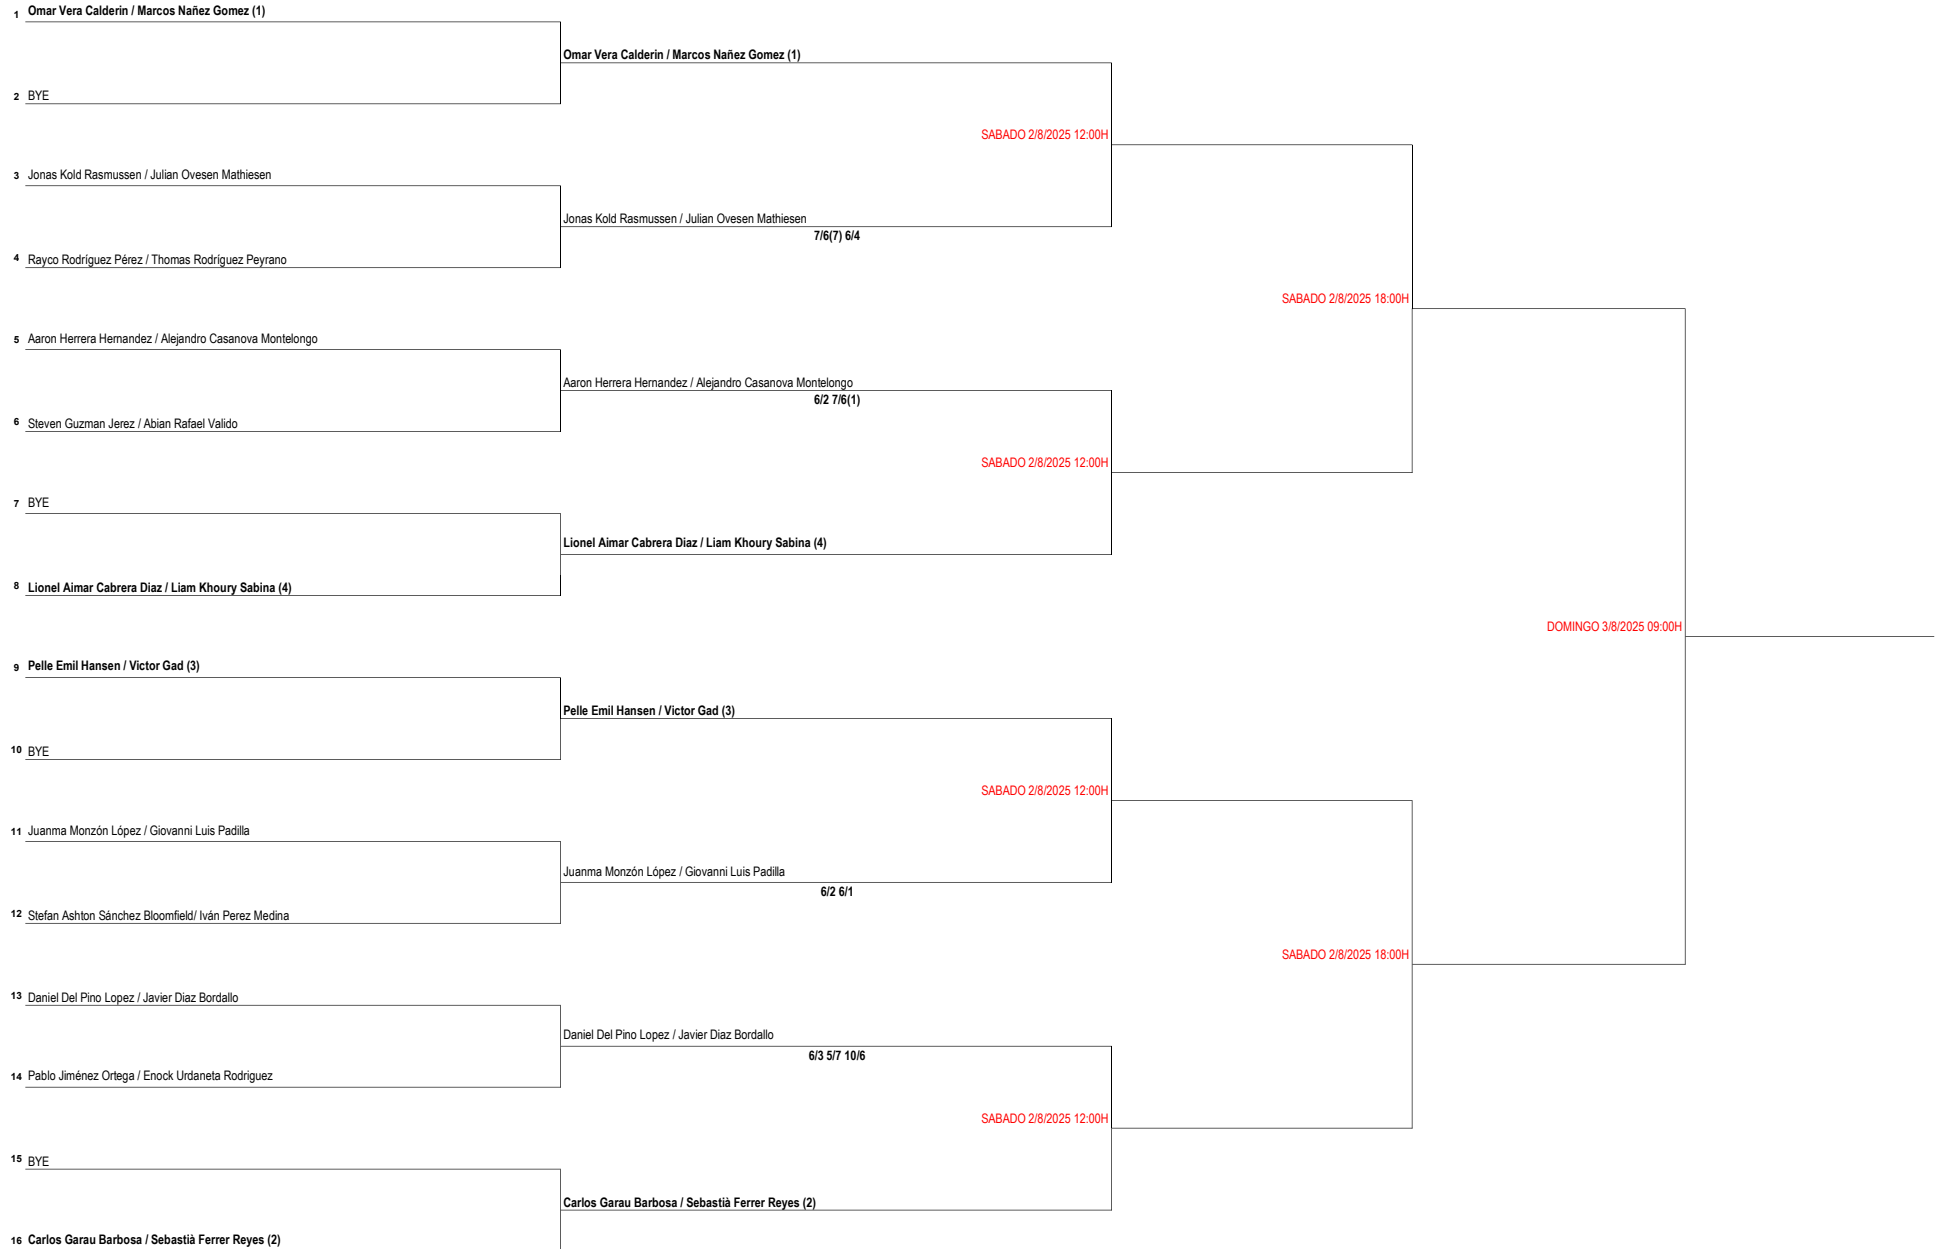 1 Omar Vera Calderin / Marcos Nañez Gomez (1)
Omar Vera Calderin / Marcos Nañez Gomez (1)
2 BYE
SABADO 2/8/2025 12:00H
3 Jonas Kold Rasmussen / Julian Ovesen Mathiesen
Jonas Kold Rasmussen / Julian Ovesen Mathiesen
7/6(7) 6/4
4 Rayco Rodríguez Pérez / Thomas Rodríguez Peyrano
SABADO 2/8/2025 18:00H
5 Aaron Herrera Hernandez / Alejandro Casanova Montelongo
Aaron Herrera Hernandez / Alejandro Casanova Montelongo
6/2 7/6(1)
6 Steven Guzman Jerez / Abian Rafael Valido
SABADO 2/8/2025 12:00H
7 BYE
Lionel Aimar Cabrera Diaz / Liam Khoury Sabina (4)
8 Lionel Aimar Cabrera Diaz / Liam Khoury Sabina (4)
DOMINGO 3/8/2025 09:00H
9 Pelle Emil Hansen / Victor Gad (3)
Pelle Emil Hansen / Victor Gad (3)
10 BYE
SABADO 2/8/2025 12:00H
11 Juanma Monzón López / Giovanni Luis Padilla
Juanma Monzón López / Giovanni Luis Padilla
6/2 6/1
12 Stefan Ashton Sánchez Bloomfield/ Iván Perez Medina
SABADO 2/8/2025 18:00H
13 Daniel Del Pino Lopez / Javier Diaz Bordallo
Daniel Del Pino Lopez / Javier Diaz Bordallo
6/3 5/7 10/6
14 Pablo Jiménez Ortega / Enock Urdaneta Rodriguez
SABADO 2/8/2025 12:00H
15 BYE
Carlos Garau Barbosa / Sebastià Ferrer Reyes (2)
16 Carlos Garau Barbosa / Sebastià Ferrer Reyes (2)